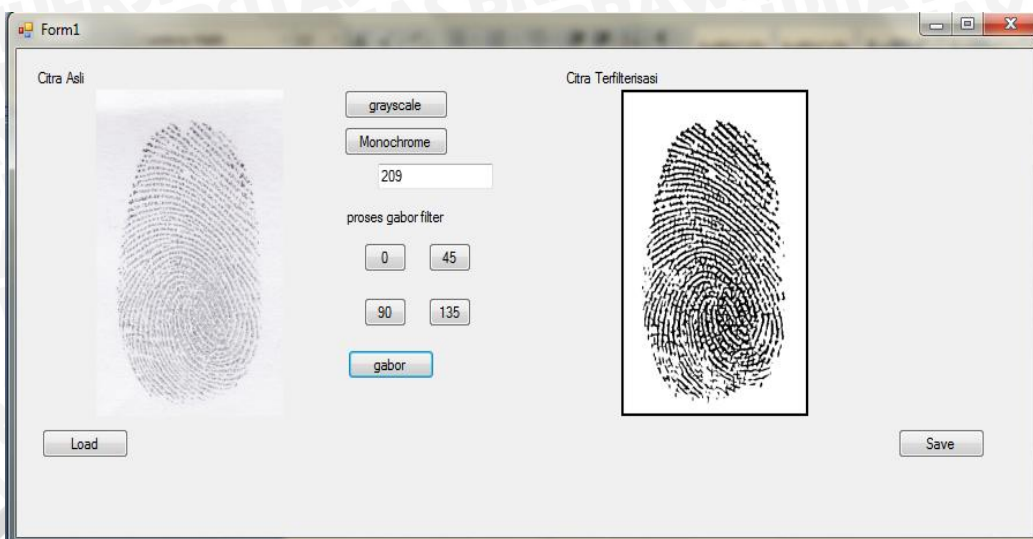 Form1
Citra Asli
Citra Terfilterisasi
grayscale
Monochrome
209
proses gabor filter
0 45
90 135
gabor
Load
Save